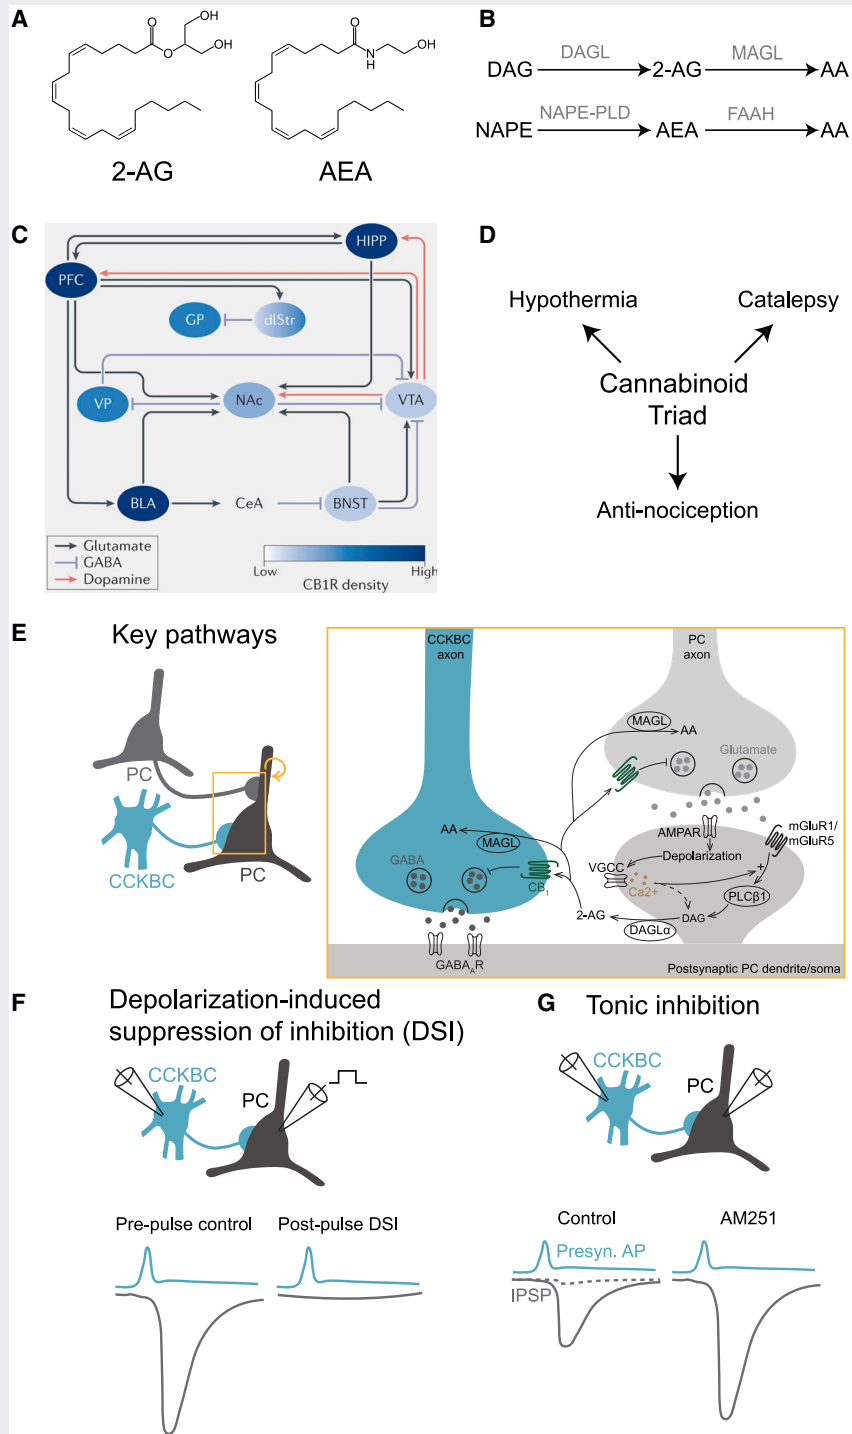 A
O
OH
O
OH
2-AG
O
N
H
OH
AEA
B
DAG
DAGL
2-AG
MAGL
AA
NAPE
NAPE-PLD
AEA
FAAH
AA
C
HIPP
PFC
GP
dlStr
VP
NAc
VTA
BLA
CeA
BNST
Glutamate
GABA
Dopamine
Low
High
CB1R density
D
Hypothermia
Catalepsy
Cannabinoid
Triad
Anti-nociception
E
Key pathways
PC
CCKBC
PC
CCKBC
axon
PC
axon
MAGL
AA
Glutamate
AA
MAGL
GABA
CB1
AMPAR
mGluR1/
mGluR5
Depolarization
VGCC
Ca2+
+
PLCβ1
2-AG
DAG
DAGLα
GABAAR
Postsynaptic PC dendrite/soma
F
Depolarization-induced
suppression of inhibition (DSI)
CCKBC
PC
Pre-pulse control
Post-pulse DSI
G
Tonic inhibition
CCKBC
PC
Control
AM251
Presyn. AP
IPSP